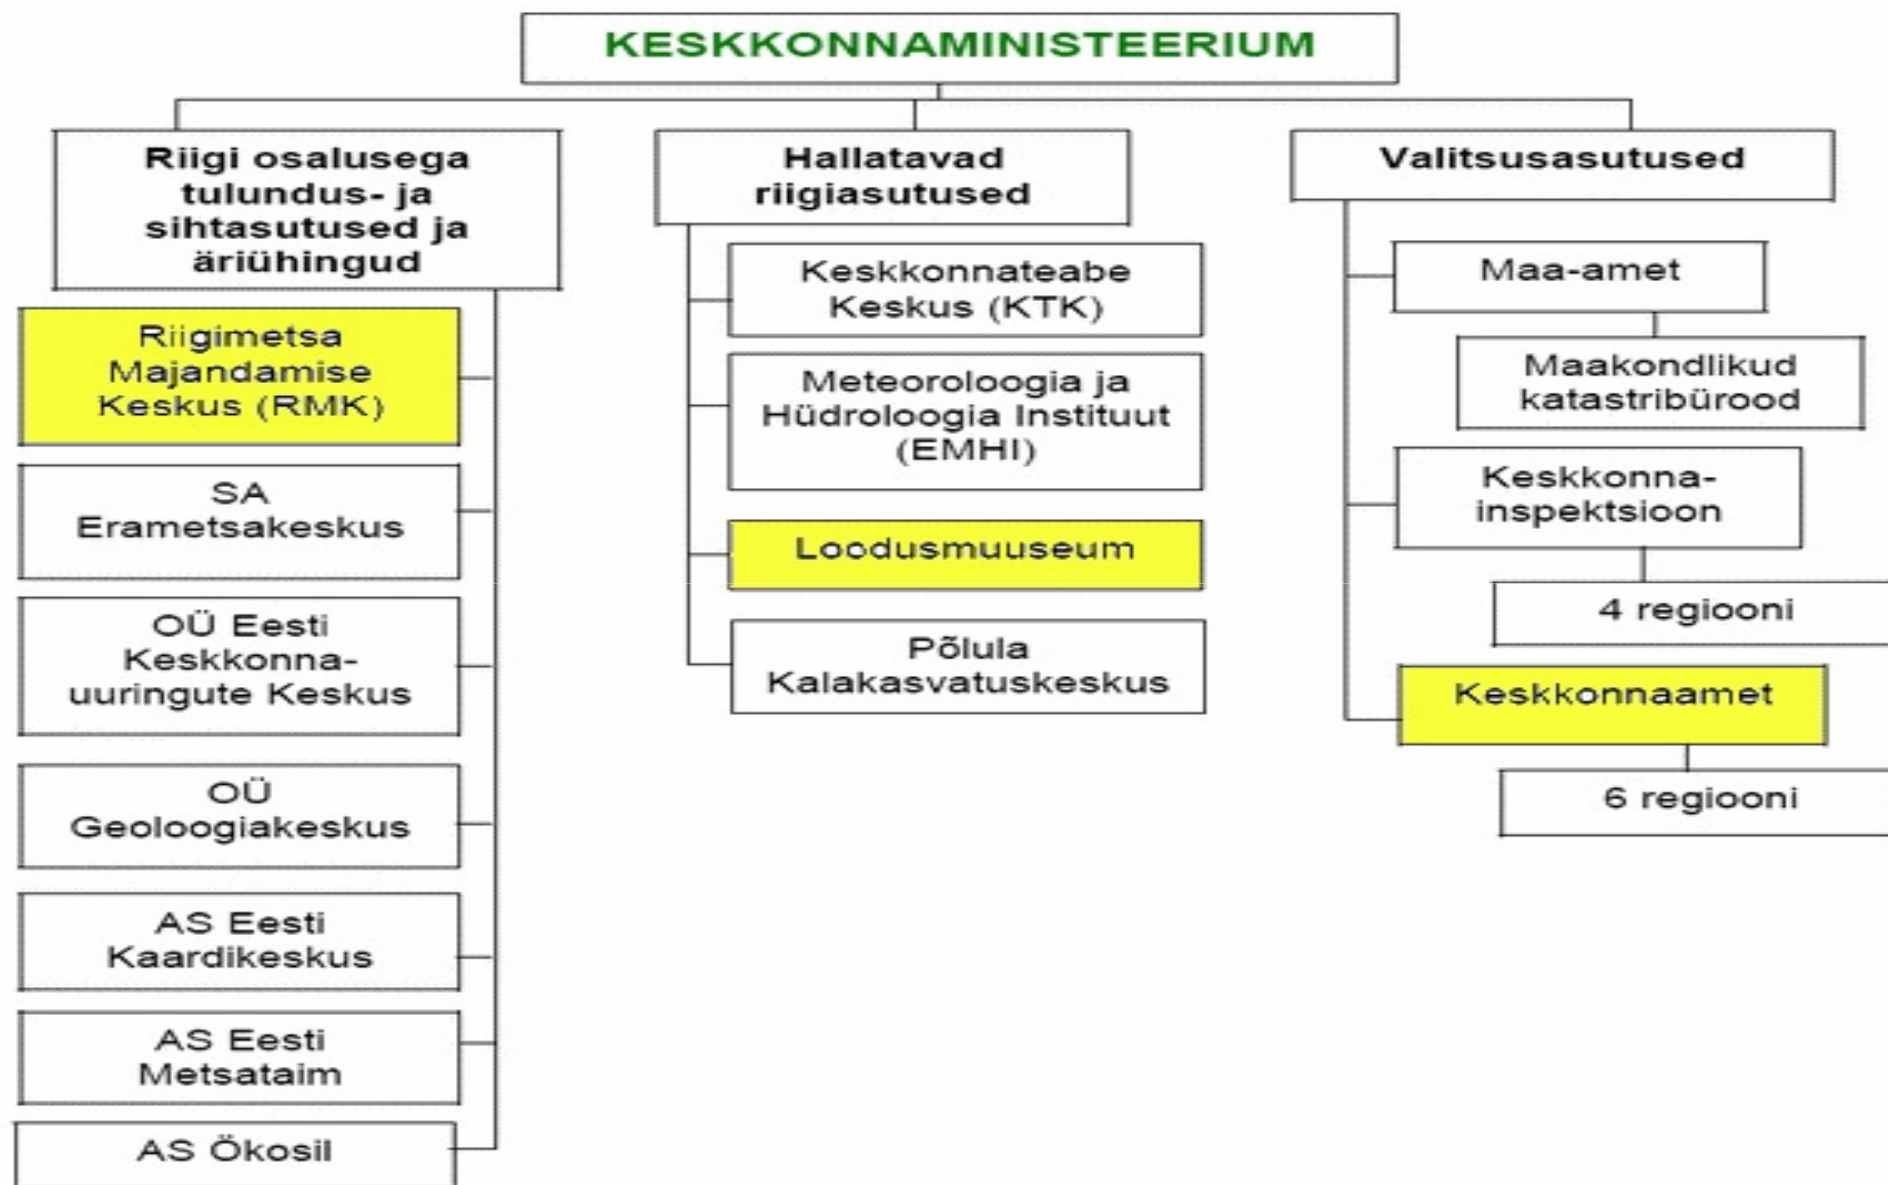 KESKKONNAMINISTEERIUM
Riigi osalusega
tulundus- ja
sihtasutused ja
äriühingud
Riigimetsa
Majandamise
Keskus (RMK)
SA
Erametsakeskus
OÜ Eesti
Keskkonna-
uuringute Keskus
OÜ
Geoloogiakeskus
AS Eesti
Kaardikeskus
AS Eesti
Metsataim
AS Ökosil
Hallatavad
riigiasutused
Keskkonnateabe
Keskus (KTK)
Meteoroloogia ja
Hüdroloogia Instituut
(EMHI)
Loodusmuuseum
Põlula
Kalakasvatuskeskus
Valitsusasutused
Maa-amet
Maakondlikud
katastribürood
Keskkonna-
inspektsioon
4 regiooni
Keskkonnaamet
6 regiooni